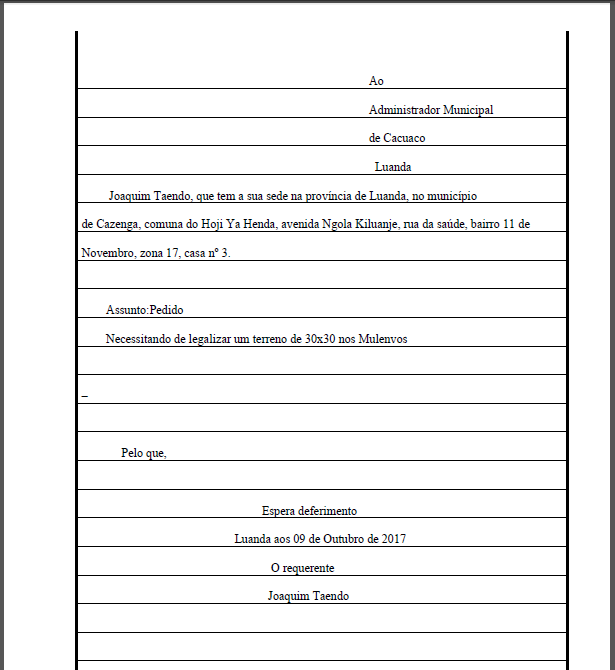 Ao
Administrador Municipal
de Cacuaco
Luanda
Joaquim Taendo, que tem a sua sede na província de Luanda, no município
de Cazenga, comuna do Hoji Ya Henda, avenida Ngola Kiluanje, rua da saúde, bairro 11 de
Novembro, zona 17, casa nº 3.
Assunto:Pedido
Necessitando de legalizar um terreno de 30x30 nos Mulenvos
_
Pelo que,
Espera deferimento
Luanda aos 09 de Outubro de 2017
O requerente
Joaquim Taendo